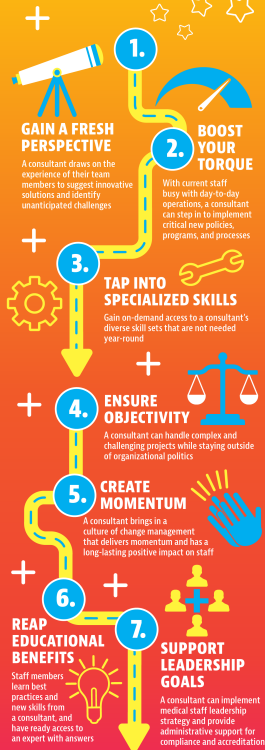 1.
GAIN A FRESH
PERSPECTIVE
A consultant draws on the
experience of their team
members to suggest innovative
solutions and identify
unanticipated challenges
2.
BOOST
YOUR
TORQUE
With current staff
busy with day-to-day
operations, a consultant
can step in to implement
critical new policies,
programs, and processes
3.
TAP INTO
SPECIALIZED SKILLS
Gain on-demand access to a consultant's
diverse skill sets that are not needed
year-round
4.
ENSURE
OBJECTIVITY
A consultant can handle complex and
challenging projects while staying outside
of organizational politics
5.
CREATE
MOMENTUM
A consultant brings in a
culture of change management
that delivers momentum and has a
long-lasting positive impact on staff
6.
REAP
EDUCATIONAL
BENEFITS
Staff members
learn best
practices and
new skills from
a consultant, and
have ready access to
an expert with answers
7.
SUPPORT
LEADERSHIP
GOALS
A consultant can implement
medical staff leadership
strategy and provide
administrative support for
compliance and accreditation